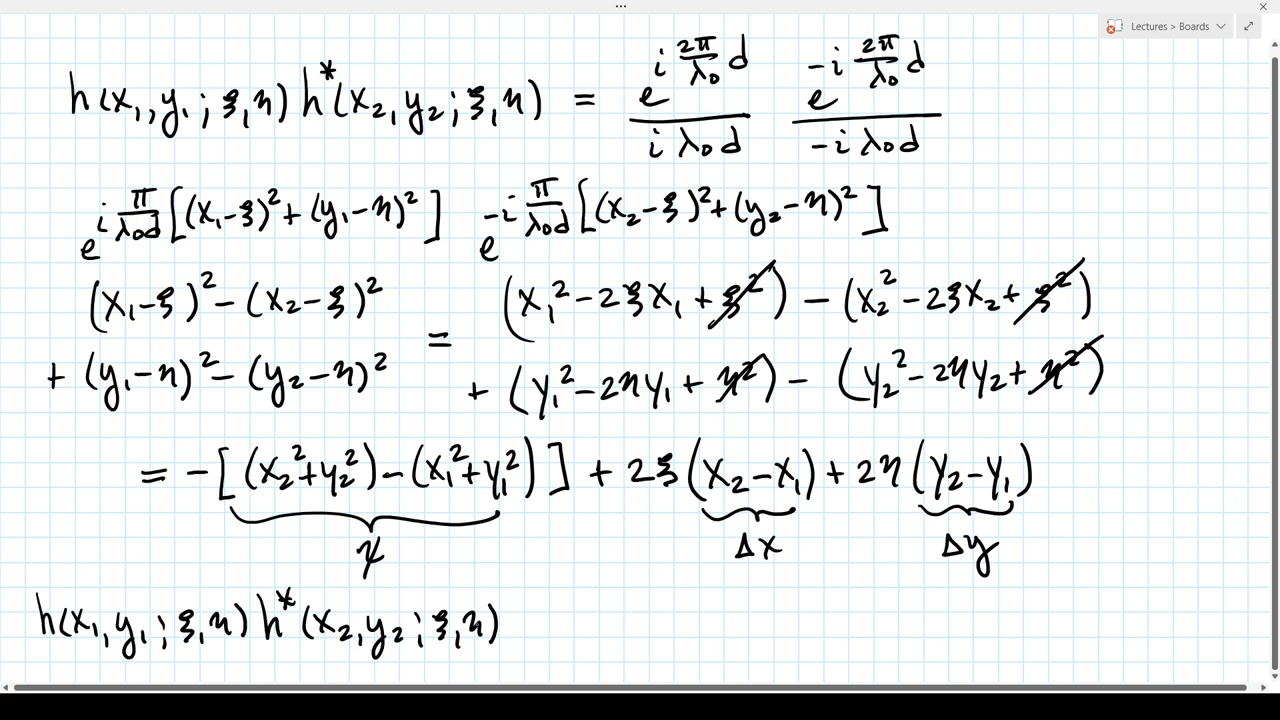 ...
Lectures > Boards
h(x₁,y₁;ξ,η) h*(x₂,y₂;ξ,η) = e^{i 2π/λ₀ d} / iλ₀d e^{-i 2π/λ₀ d} / -iλ₀d
e^{i π/λ₀d [(x₁-ξ)²+(y₁-η)²]} e^{-i π/λ₀d [(x₂-ξ)²+(y₂-η)²]}
(x₁-ξ)² - (x₂-ξ)² = (x₁² - 2ξx₁ + ξ²) - (x₂² - 2ξx₂ + ξ²)
+ (y₁-η)² - (y₂-η)² + (y₁² - 2ηy₁ + η²) - (y₂² - 2ηy₂ + η²)
= -[(x₂²+y₂²)-(x₁²+y₁²)] + 2ξ(x₂-x₁) + 2η(y₂-y₁)
ψ Δx Δy
h(x₁,y₁;ξ,η) h*(x₂,y₂;ξ,η)